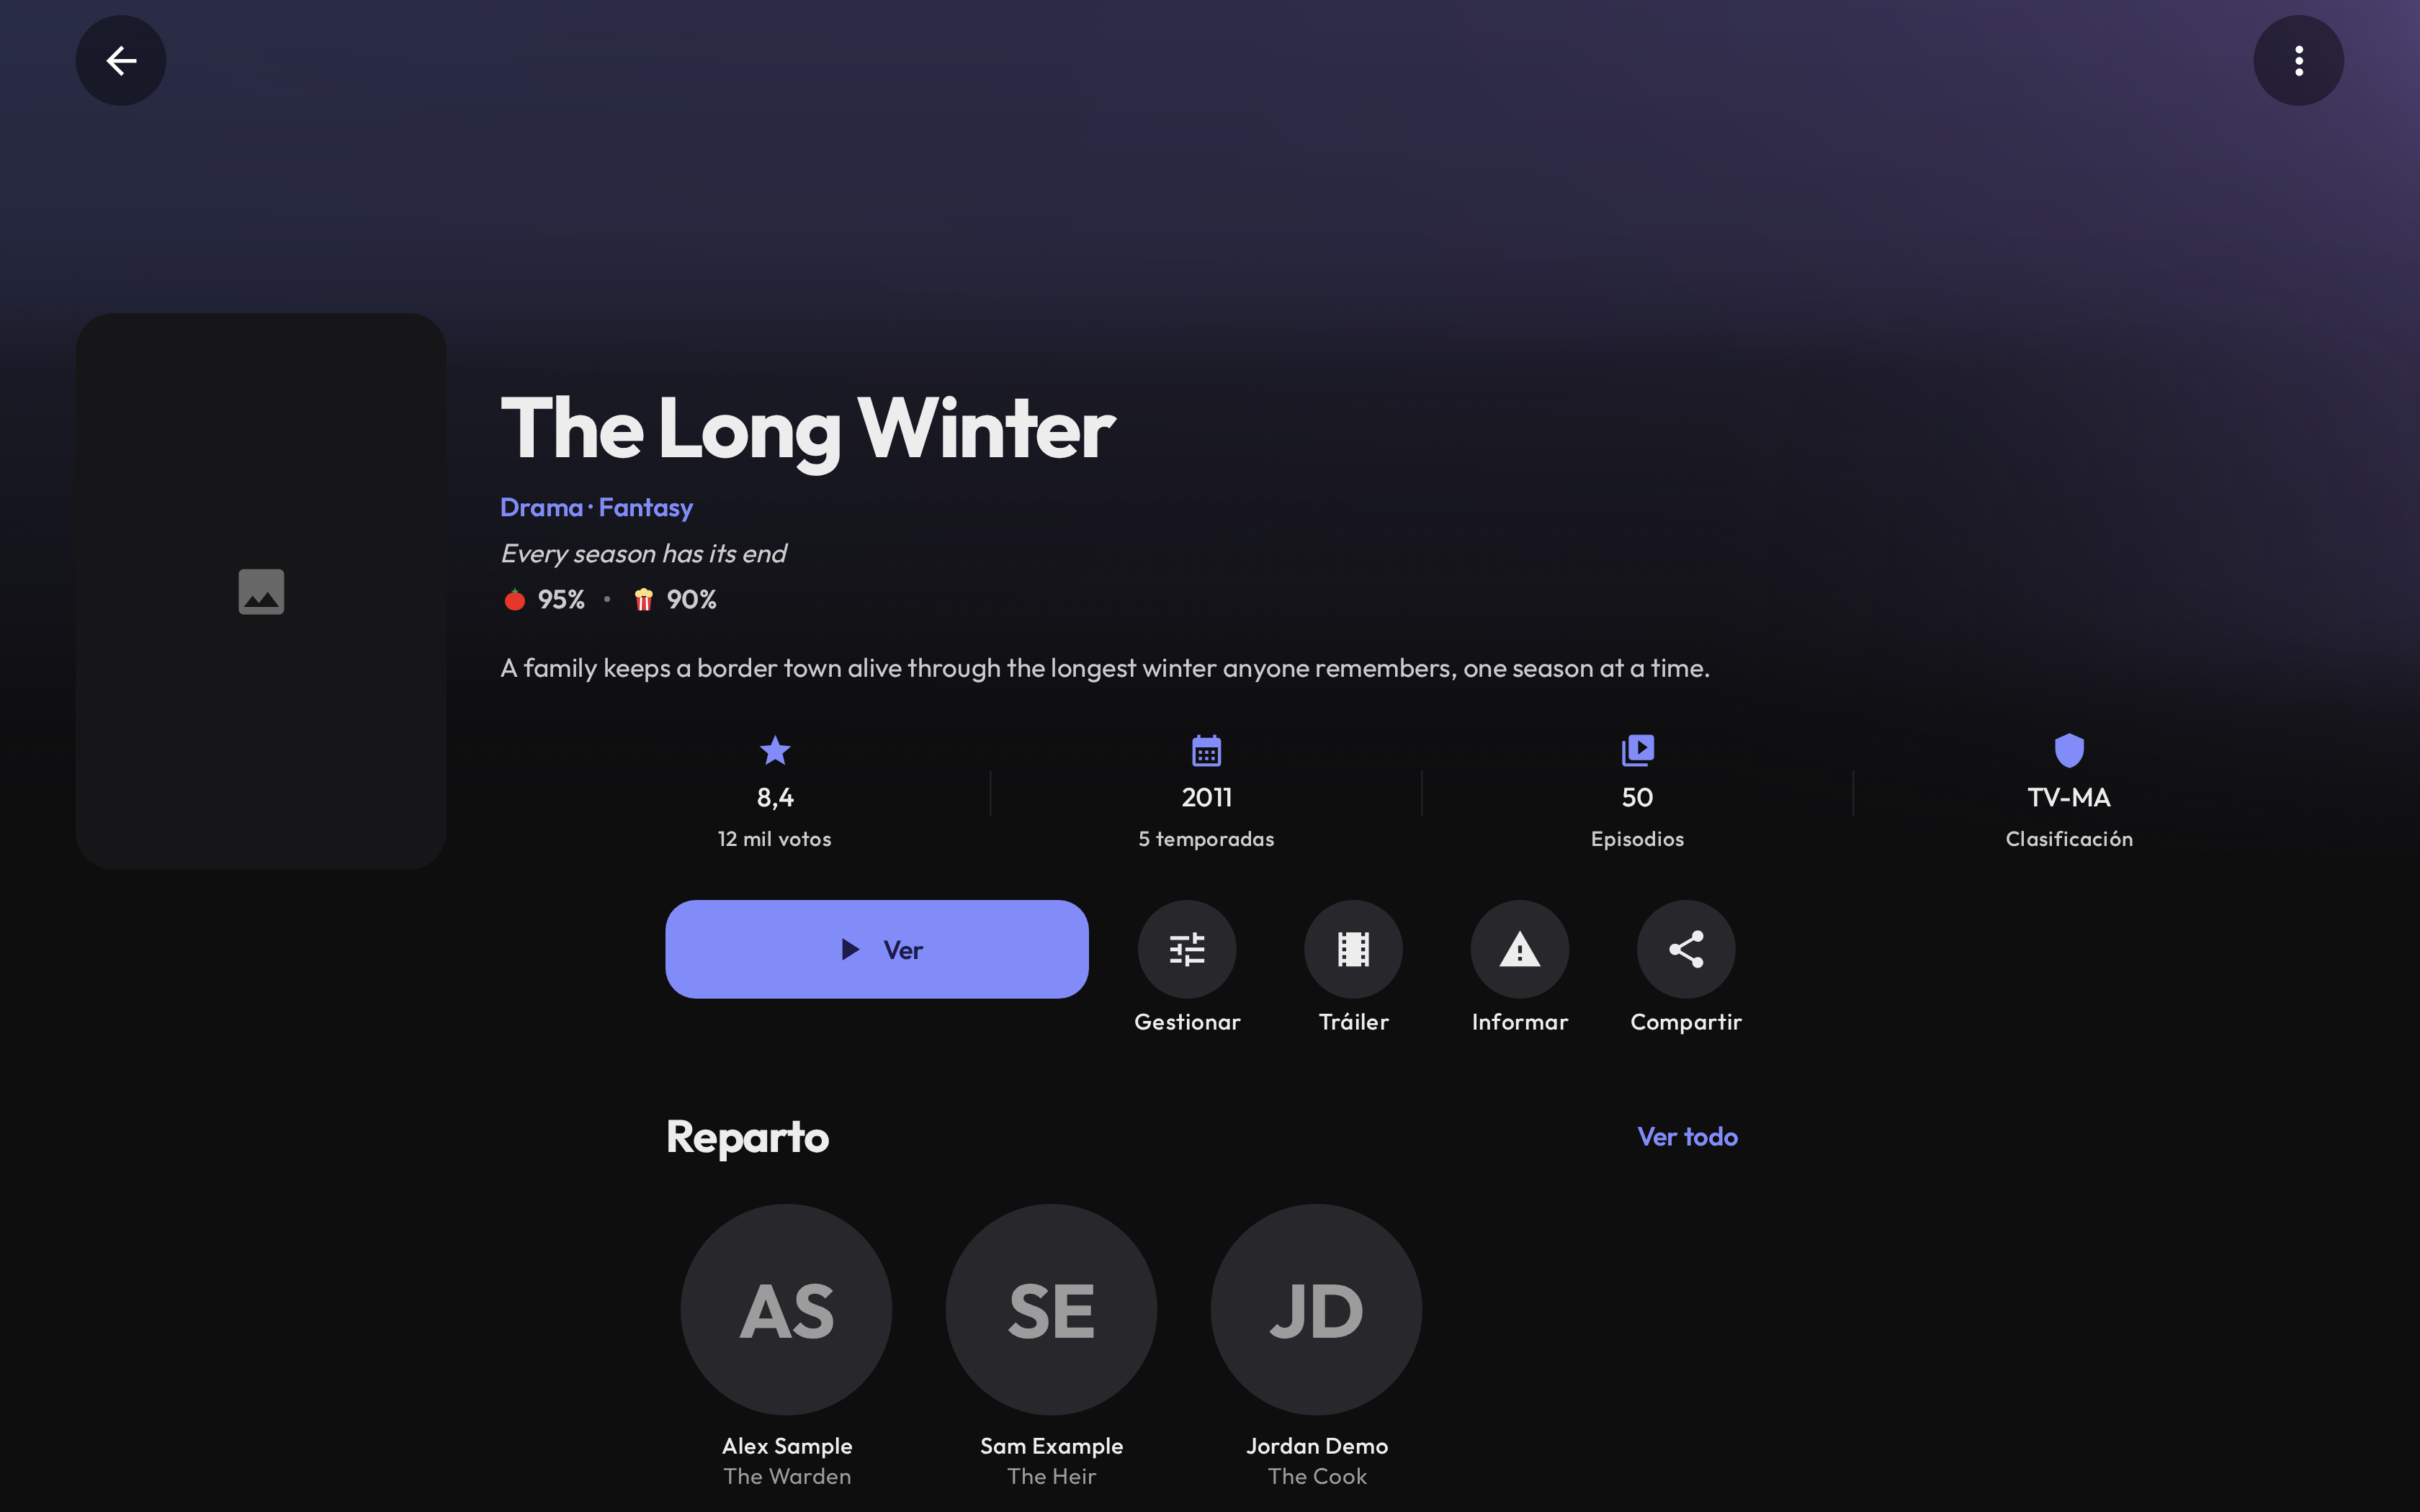 The Long Winter
Drama · Fantasy
Every season has its end
95% • 90%
A family keeps a border town alive through the longest winter anyone remembers, one season at a time.
8,4
12 mil votos
2011
5 temporadas
50
Episodios
TV-MA
Clasificación
Ver
Gestionar
Tráiler
Informar
Compartir
Reparto
Ver todo
AS
SE
JD
Alex Sample
The Warden
Sam Example
The Heir
Jordan Demo
The Cook